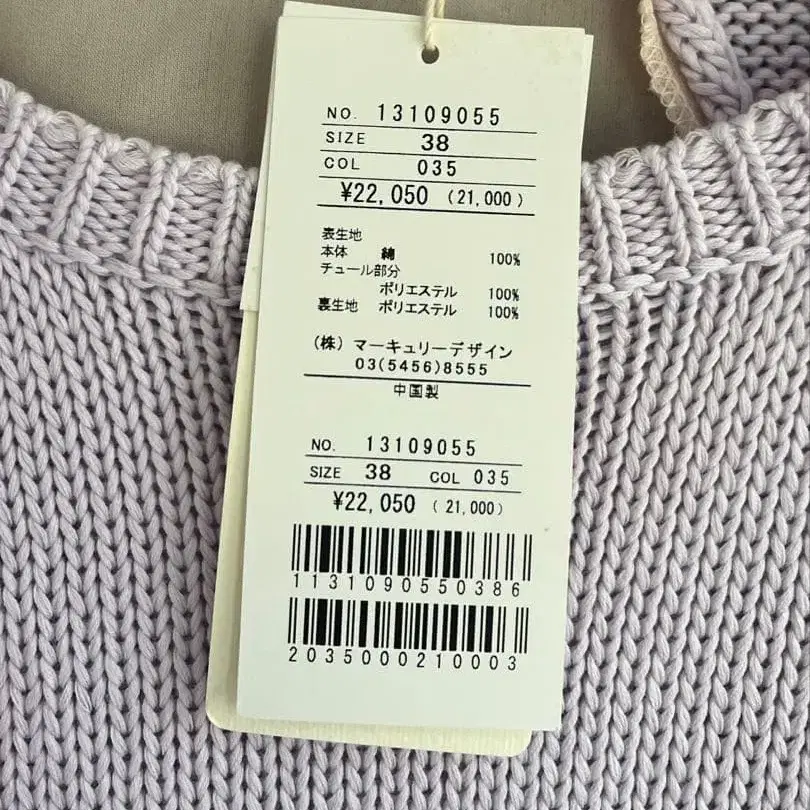 NO. 13109055
SIZE 38
COL 035
¥22,050 (21,000)
表生地
本体 綿 100%
チュール部分
ポリエステル 100%
裏生地 ポリエステル 100%
(株) マーキュリーデザイン
03(5456)8555
中国製
NO. 13109055
SIZE 38 COL 035
¥22,050 (21,000)
1131090550386
2035000210003